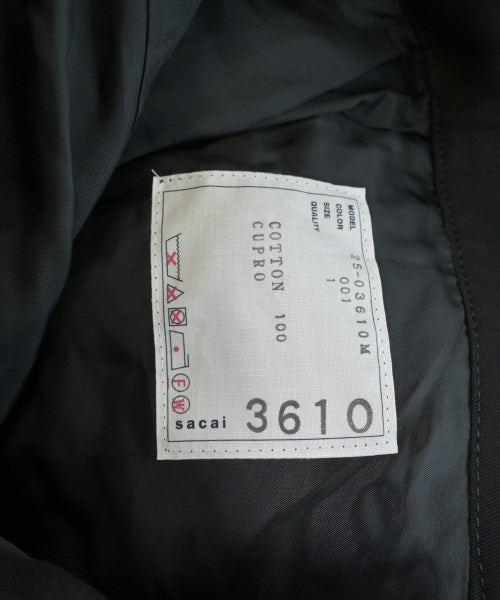 MODEL 25-03610M
COLOR 001
SIZE 1
QUALITY
COTTON 100
CUPRO
F W
sacai 3610